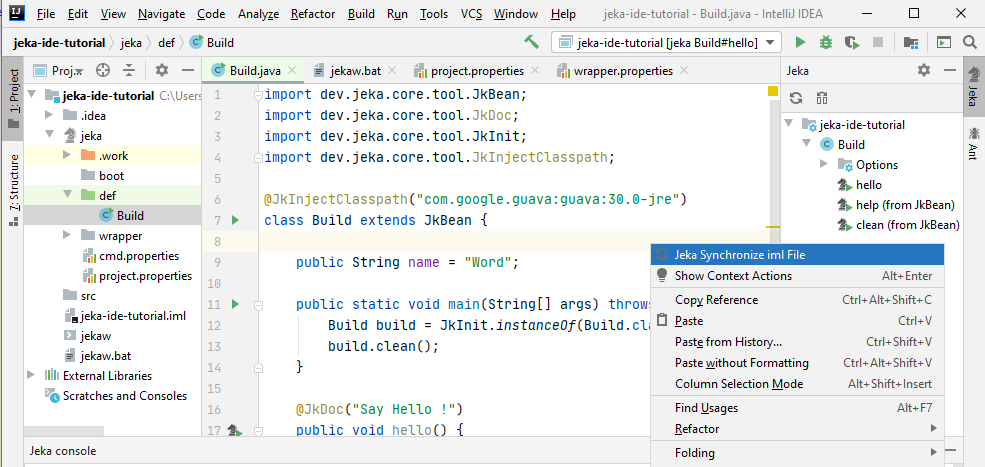 File Edit View Navigate Code Analyze Refactor Build Run Tools VCS Window Help jeka-ide-tutorial - Build.java - IntelliJ IDEA
jeka-ide-tutorial jeka def Build jeka-ide-tutorial [jeka Build#hello]
1: Project
7: Structure
Proj...
jeka-ide-tutorial C:\Users
.idea
jeka
.work
boot
def
Build
wrapper
cmd.properties
project.properties
src
jeka-ide-tutorial.iml
jekaw
jekaw.bat
External Libraries
Scratches and Consoles
Build.java jekaw.bat project.properties wrapper.properties
1 import dev.jeka.core.tool.JkBean;
2 import dev.jeka.core.tool.JkDoc;
3 import dev.jeka.core.tool.JkInit;
4 import dev.jeka.core.tool.JkInjectClasspath;
5
6 @JkInjectClasspath("com.google.guava:guava:30.0-jre")
7 class Build extends JkBean {
8
9 public String name = "Word";
10
11 public static void main(String[] args) throws
12 Build build = JkInit.instanceOf(Build.cla
13 build.clean();
14 }
15
16 @JkDoc("Say Hello !")
17 public void hello() {
Jeka Synchronize iml File
Show Context Actions Alt+Enter
Copy Reference Ctrl+Alt+Shift+C
Paste Ctrl+V
Paste from History... Ctrl+Shift+V
Paste without Formatting Ctrl+Alt+Shift+V
Column Selection Mode Alt+Shift+Insert
Find Usages Alt+F7
Refactor
Folding
Jeka
jeka-ide-tutorial
Build
Options
hello
help (from JkBean)
clean (from JkBean)
Jeka
Ant
Jeka console